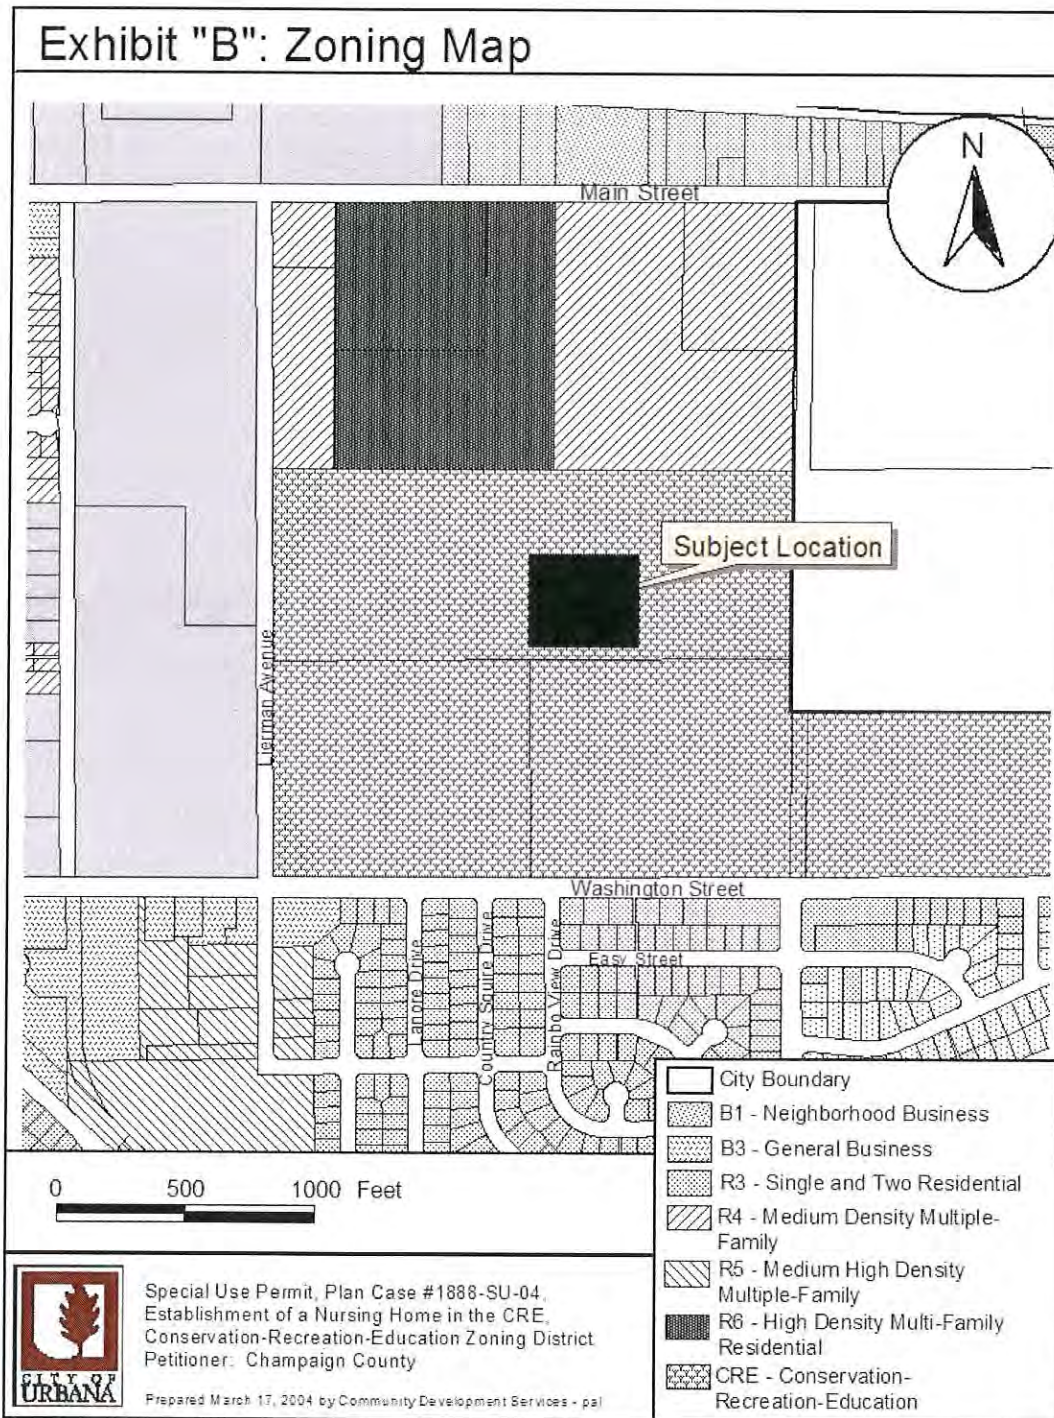 Exhibit "B": Zoning Map
N
Main Street
Subject Location
Lierman Avenue
Washington Street
Easy Street
Lanore Drive
Country Squire Drive
Rainbo View Drive
City Boundary
B1 - Neighborhood Business
B3 - General Business
R3 - Single and Two Residential
R4 - Medium Density Multiple-
Family
R5 - Medium High Density
Multiple-Family
R6 - High Density Multi-Family
Residential
CRE - Conservation-
Recreation-Education
0 500 1000 Feet
Special Use Permit, Plan Case #1888-SU-04,
Establishment of a Nursing Home in the CRE,
Conservation-Recreation-Education Zoning District
Petitioner: Champaign County
Prepared March 17, 2004 by Community Development Services - pal
CITY OF
URBANA